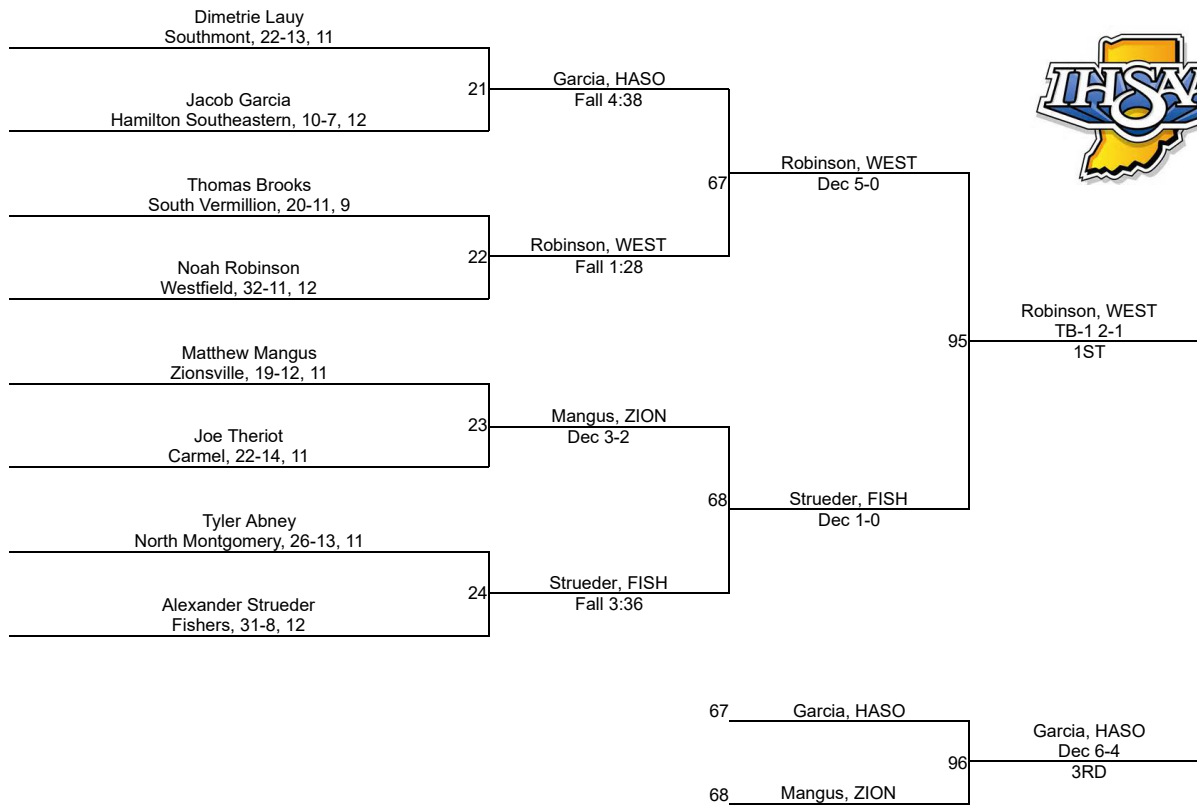 Dimetrie Lauy
Southmont, 22-13, 11
21
Garcia, HASO
Fall 4:38
Jacob Garcia
Hamilton Southeastern, 10-7, 12
IHSAA
67
Robinson, WEST
Dec 5-0
Thomas Brooks
South Vermillion, 20-11, 9
22
Robinson, WEST
Fall 1:28
Noah Robinson
Westfield, 32-11, 12
95
Robinson, WEST
TB-1 2-1
1ST
Matthew Mangus
Zionsville, 19-12, 11
23
Mangus, ZION
Dec 3-2
Joe Theriot
Carmel, 22-14, 11
68
Strueder, FISH
Dec 1-0
Tyler Abney
North Montgomery, 26-13, 11
24
Strueder, FISH
Fall 3:36
Alexander Strueder
Fishers, 31-8, 12
67
Garcia, HASO
96
Garcia, HASO
Dec 6-4
3RD
68
Mangus, ZION